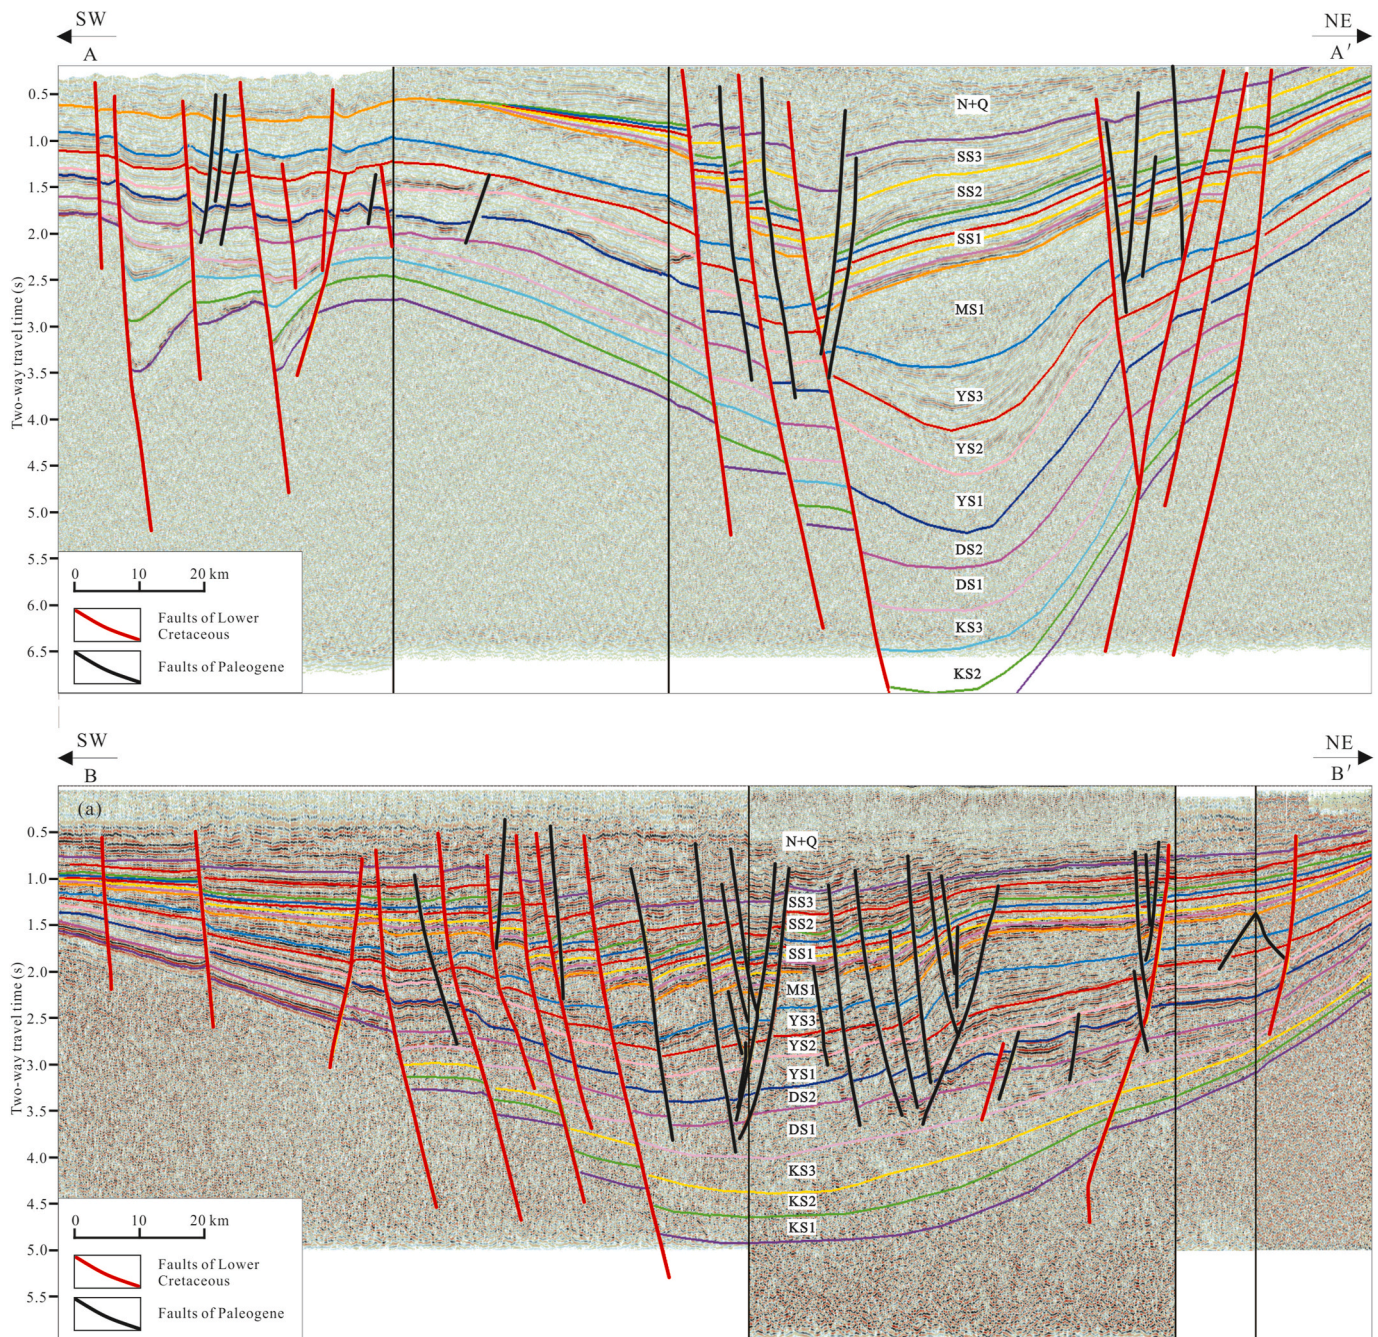 SW
NE
A
A′
0.5
1.0
1.5
2.0
2.5
3.0
3.5
4.0
4.5
5.0
5.5
6.0
6.5
Two-way travel time (s)
N+Q
SS3
SS2
SS1
MS1
YS3
YS2
YS1
DS2
DS1
KS3
KS2
0 10 20 km
Faults of Lower
Cretaceous
Faults of Paleogene
SW
NE
B
B′
(a)
0.5
1.0
1.5
2.0
2.5
3.0
3.5
4.0
4.5
5.0
5.5
Two-way travel time (s)
N+Q
SS3
SS2
SS1
MS1
YS3
YS2
YS1
DS2
DS1
KS3
KS2
KS1
0 10 20 km
Faults of Lower
Cretaceous
Faults of Paleogene